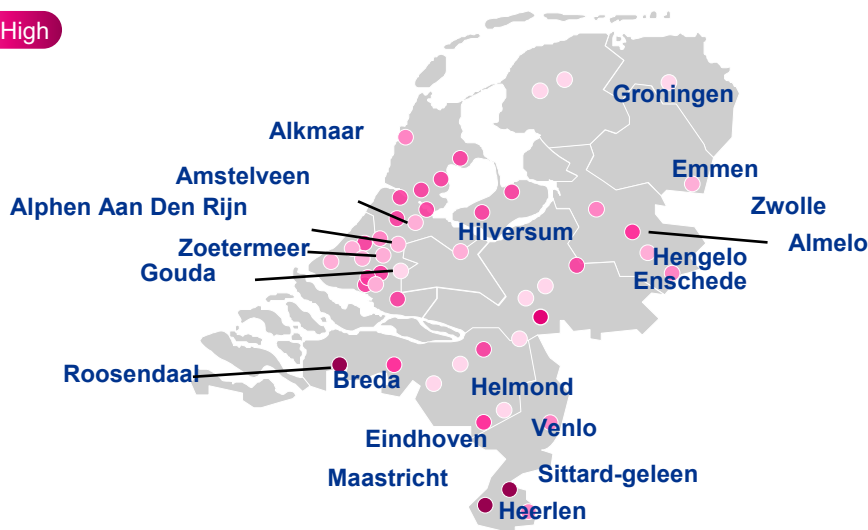 High
Groningen
Alkmaar
Emmen
Amstelveen
Zwolle
Alphen Aan Den Rijn
Hilversum
Almelo
Zoetermeer
Hengelo
Gouda
Enschede
Roosendaal
Breda
Helmond
Venlo
Eindhoven
Maastricht
Sittard-geleen
Heerlen